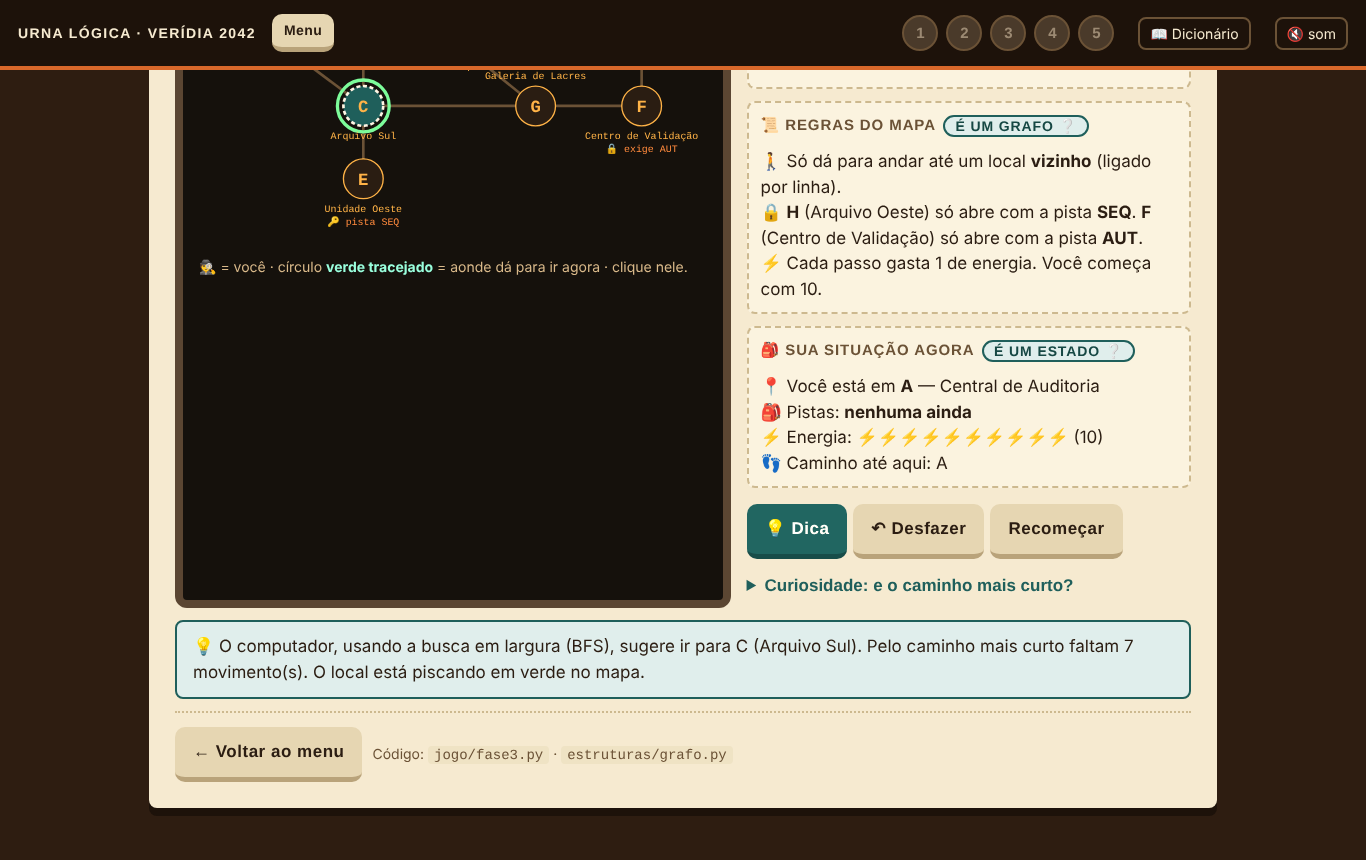 URNA LÓGICA · VERÍDIA 2042 Menu 1 2 3 4 5 📖 Dicionário 🔇 som
Galeria de Lacres
C G F
Arquivo Sul Centro de Validação
🔒 exige AUT
E
Unidade Oeste
🔑 pista SEQ
🕵 = você · círculo verde tracejado = aonde dá para ir agora · clique nele.
📜 REGRAS DO MAPA É UM GRAFO ❔
🚶 Só dá para andar até um local vizinho (ligado
por linha).
🔒 H (Arquivo Oeste) só abre com a pista SEQ. F
(Centro de Validação) só abre com a pista AUT.
⚡ Cada passo gasta 1 de energia. Você começa
com 10.
🎒 SUA SITUAÇÃO AGORA É UM ESTADO ❔
📍 Você está em A — Central de Auditoria
🎒 Pistas: nenhuma ainda
⚡ Energia: ⚡⚡⚡⚡⚡⚡⚡⚡⚡⚡ (10)
👣 Caminho até aqui: A
💡 Dica ↶ Desfazer Recomeçar
▶ Curiosidade: e o caminho mais curto?
💡 O computador, usando a busca em largura (BFS), sugere ir para C (Arquivo Sul). Pelo caminho mais curto faltam 7
movimento(s). O local está piscando em verde no mapa.
← Voltar ao menu Código: jogo/fase3.py · estruturas/grafo.py